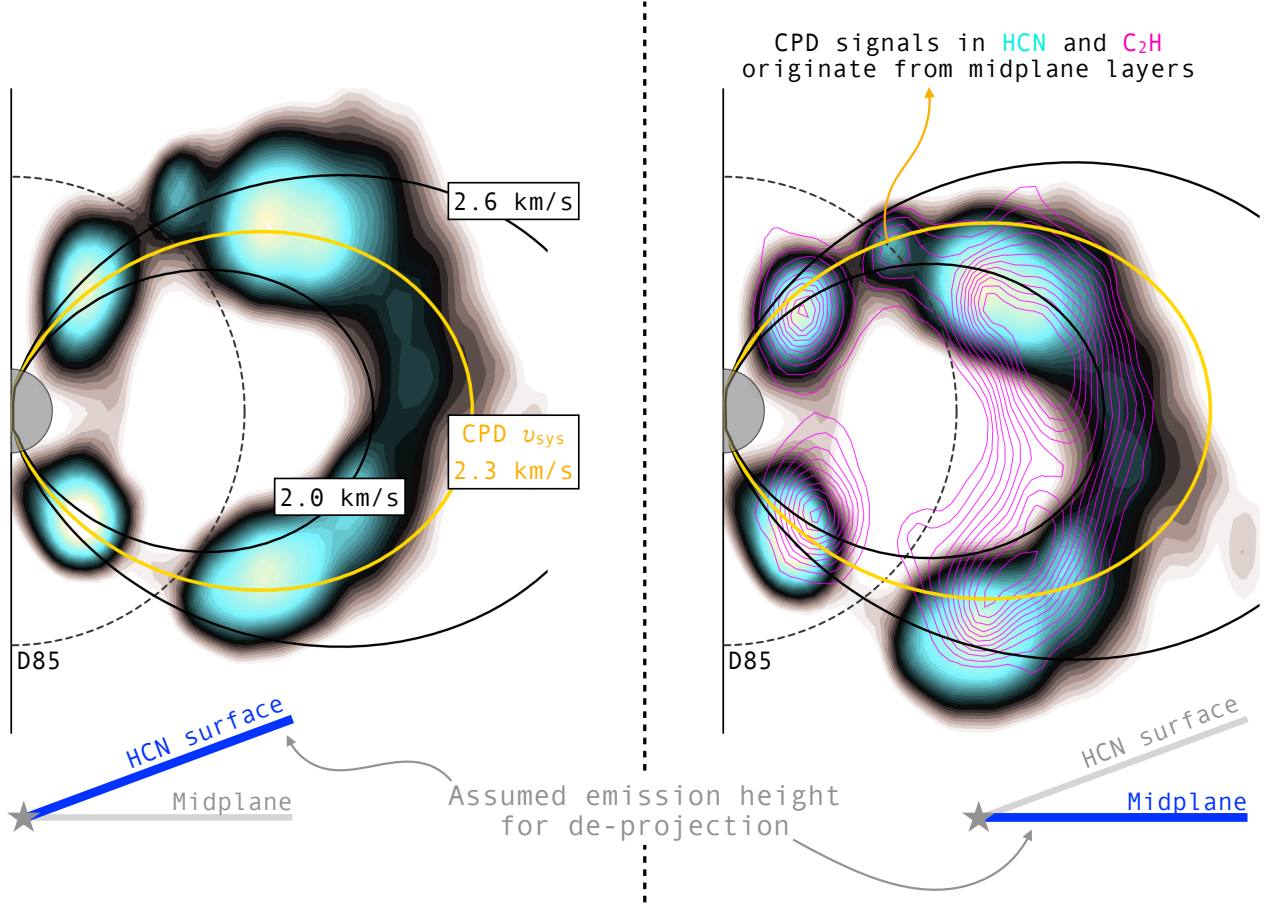 CPD signals in HCN and C₂H
originate from midplane layers
2.6 km/s
CPD υsys
2.3 km/s
2.0 km/s
D85
D85
HCN surface
Midplane
Assumed emission height
for de-projection
HCN surface
Midplane